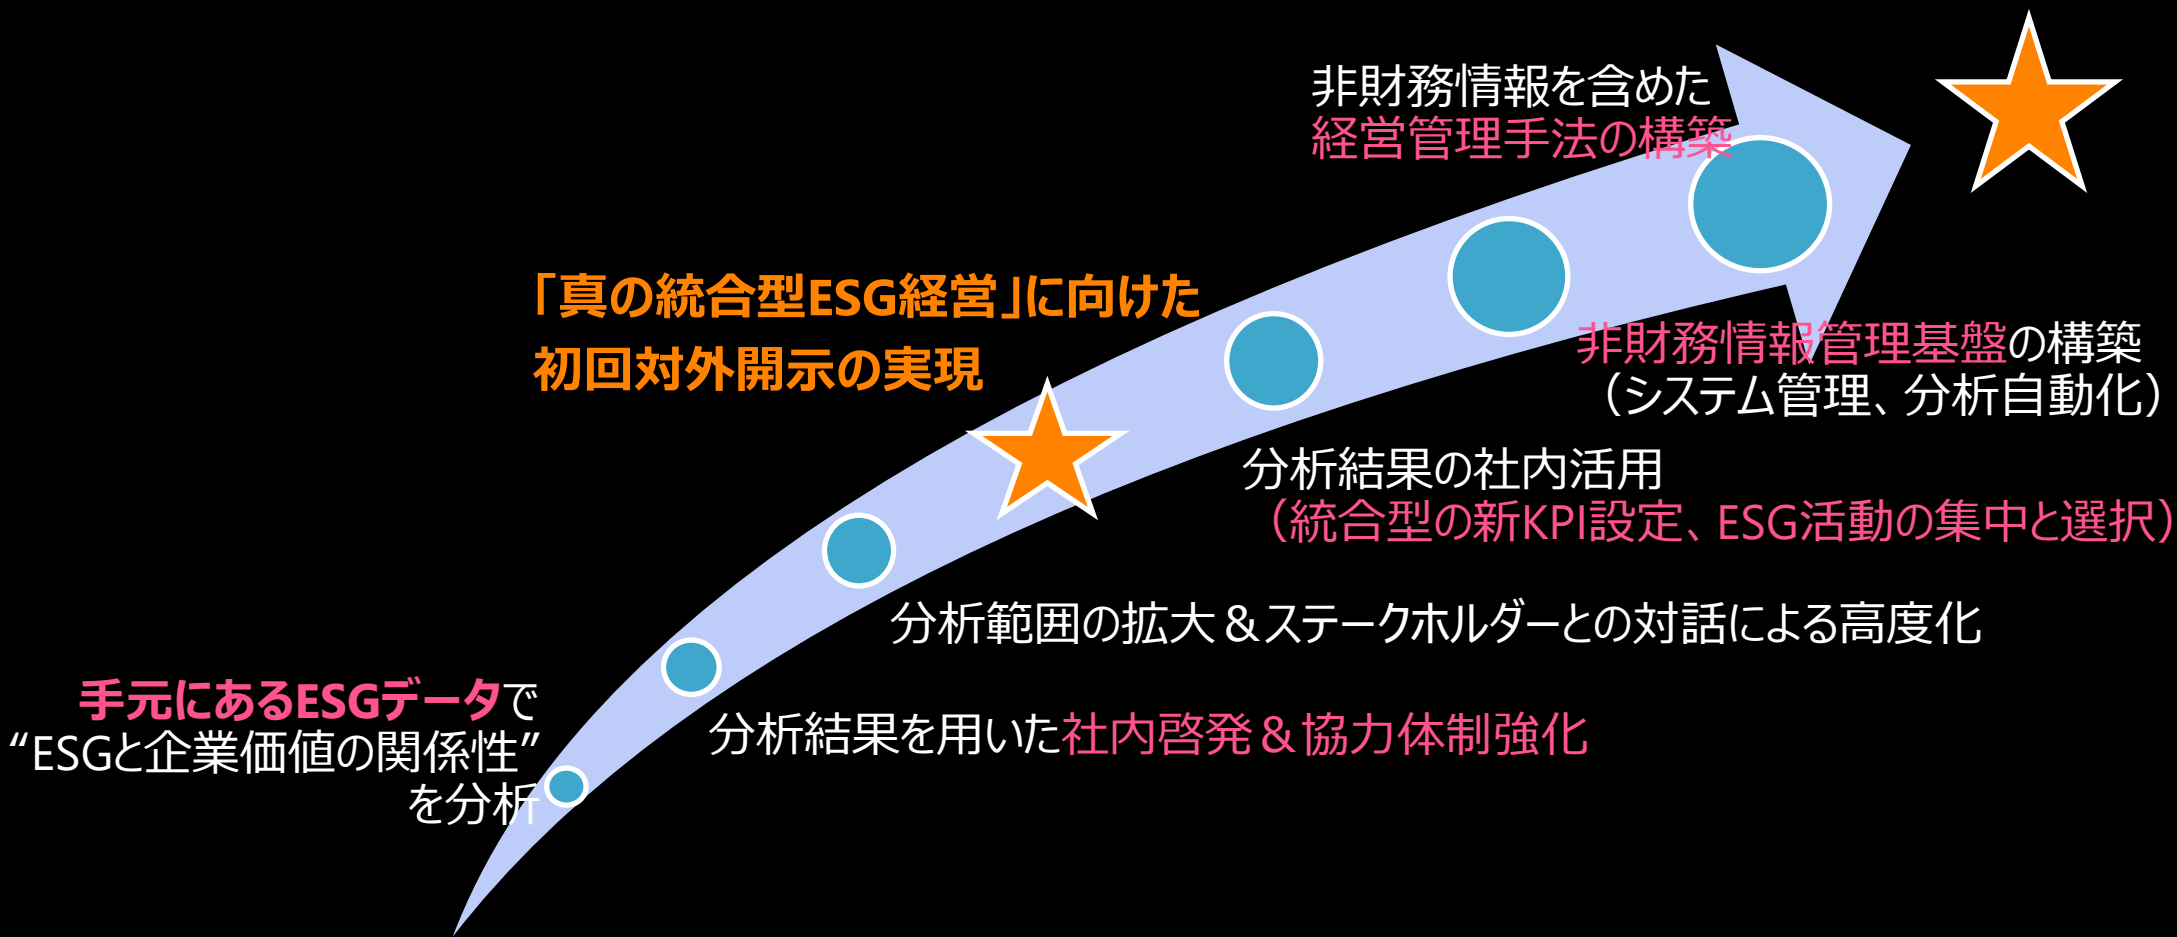 非財務情報を含めた
経営管理手法の構築
「真の統合型ESG経営」に向けた
初回対外開示の実現
非財務情報管理基盤の構築
（システム管理、分析自動化）
分析結果の社内活用
（統合型の新KPI設定、ESG活動の集中と選択）
分析範囲の拡大＆ステークホルダーとの対話による高度化
手元にあるESGデータで
“ESGと企業価値の関係性”
を分析
分析結果を用いた社内啓発＆協力体制強化